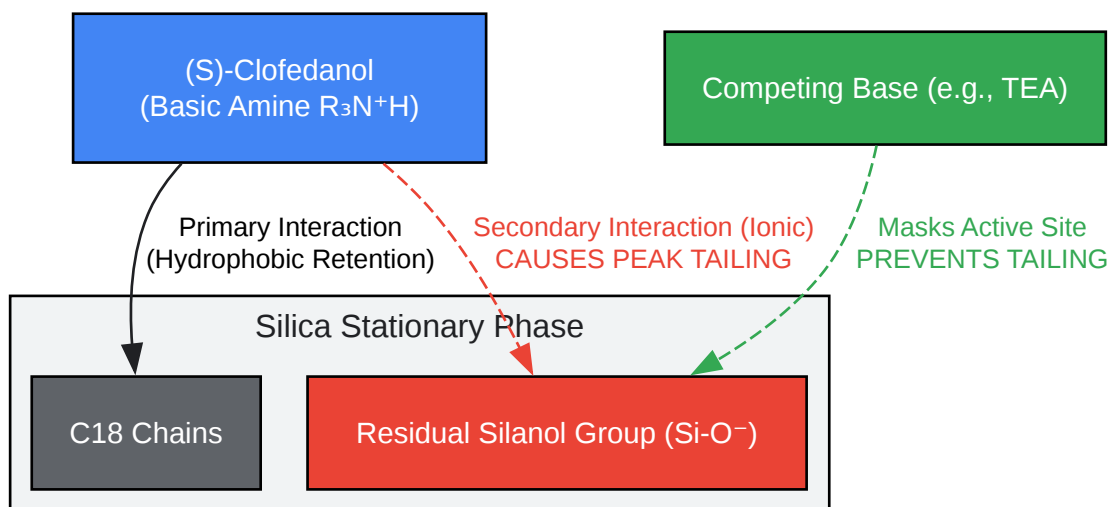 (S)-Clofedanol
(Basic Amine R₃N⁺H)
Competing Base (e.g., TEA)
Primary Interaction
(Hydrophobic Retention)
Secondary Interaction (Ionic)
CAUSES PEAK TAILING
Masks Active Site
PREVENTS TAILING
Silica Stationary Phase
C18 Chains
Residual Silanol Group (Si-O⁻)